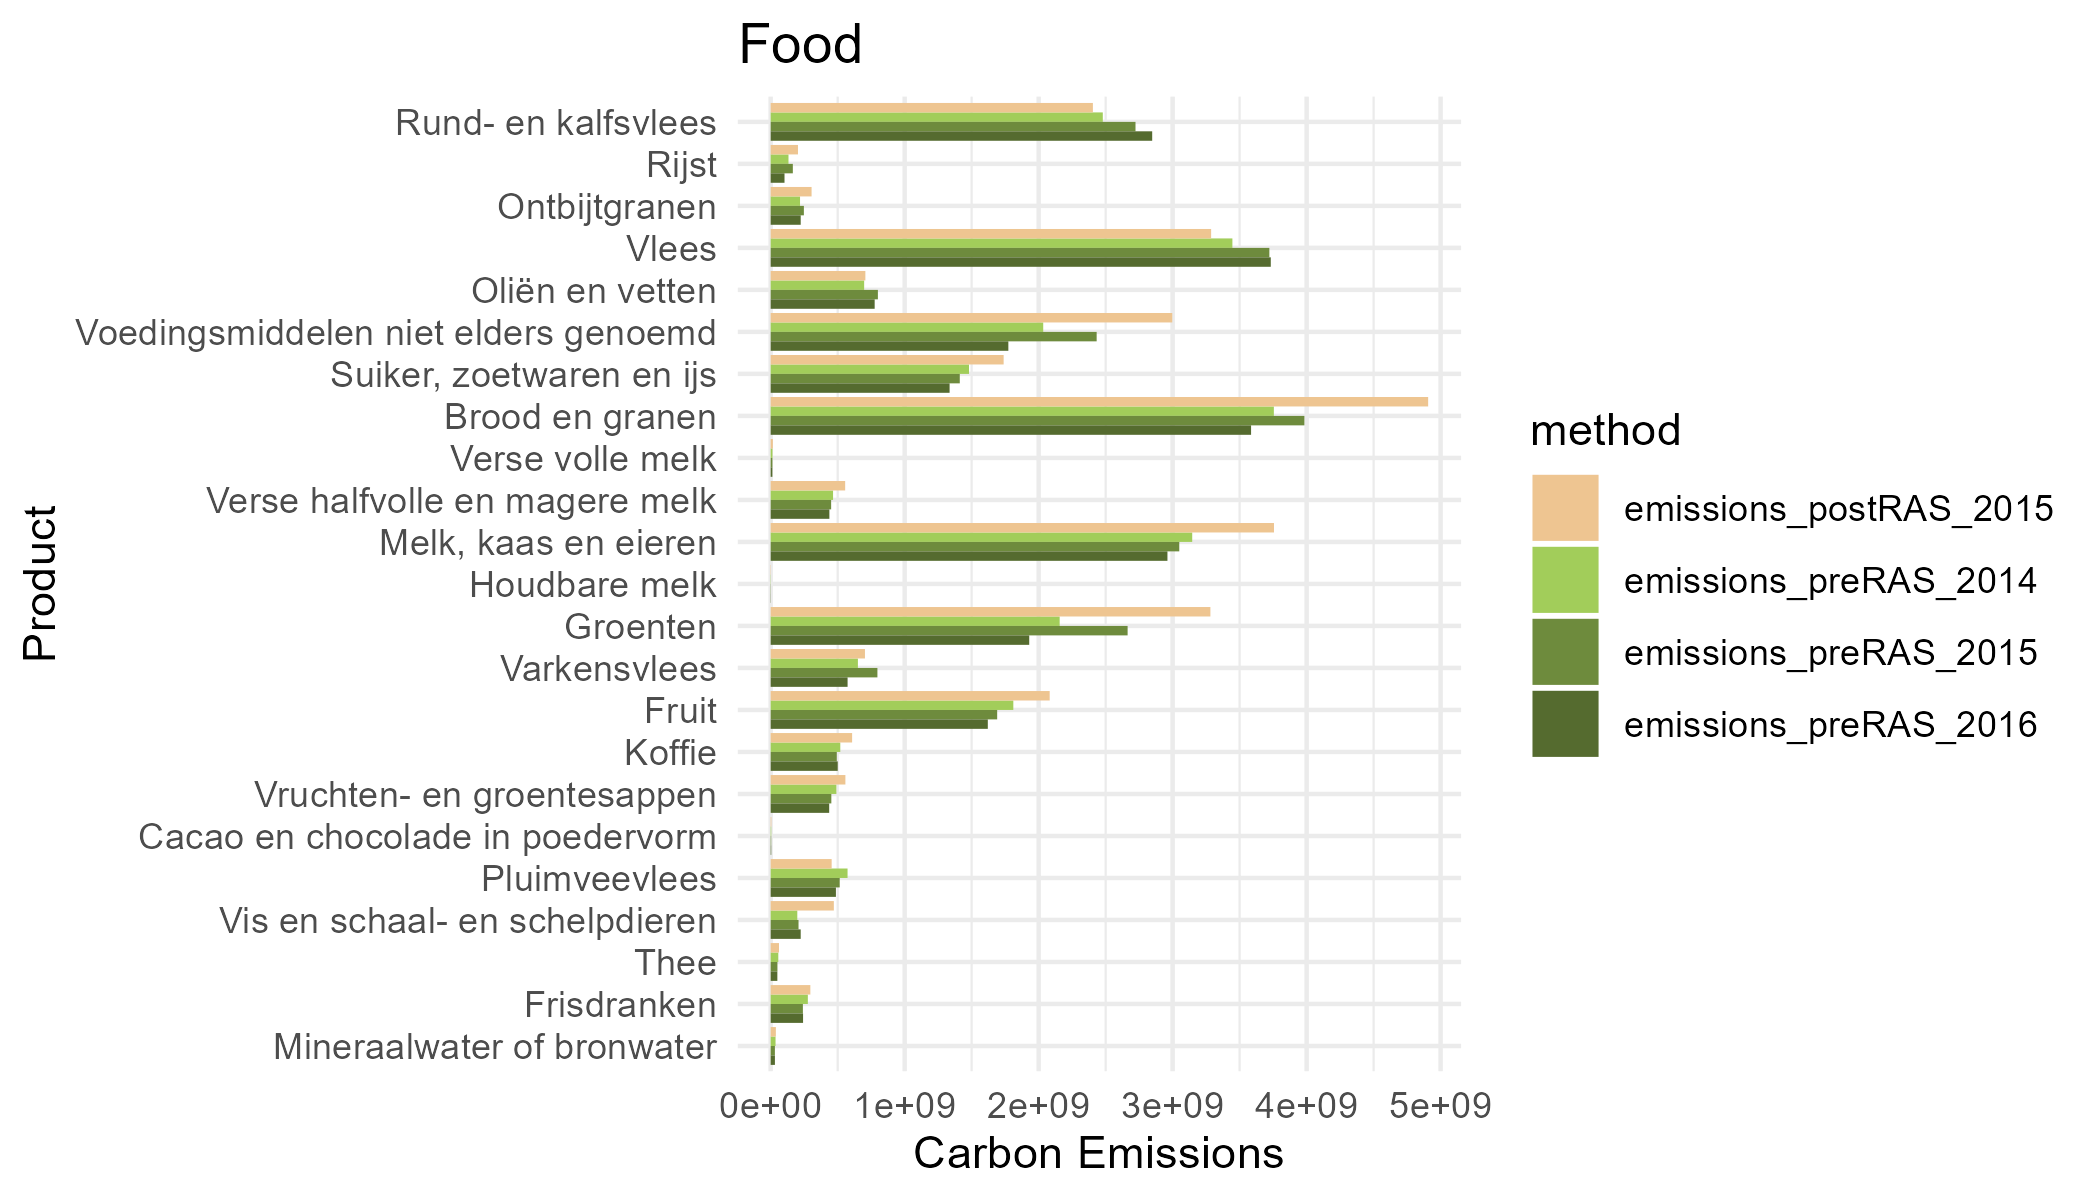 Food
Rund- en kalfsvlees
Rijst
Ontbijtgranen
Vlees
Oliën en vetten
Voedingsmiddelen niet elders genoemd
Suiker, zoetwaren en ijs
Brood en granen
Verse volle melk
Verse halfvolle en magere melk
Melk, kaas en eieren
Houdbare melk
Groenten
Varkensvlees
Fruit
Koffie
Vruchten- en groentesappen
Cacao en chocolade in poedervorm
Pluimveevlees
Vis en schaal- en schelpdieren
Thee
Frisdranken
Mineraalwater of bronwater
Product
0e+00 1e+09 2e+09 3e+09 4e+09 5e+09
Carbon Emissions
method
emissions_postRAS_2015
emissions_preRAS_2014
emissions_preRAS_2015
emissions_preRAS_2016